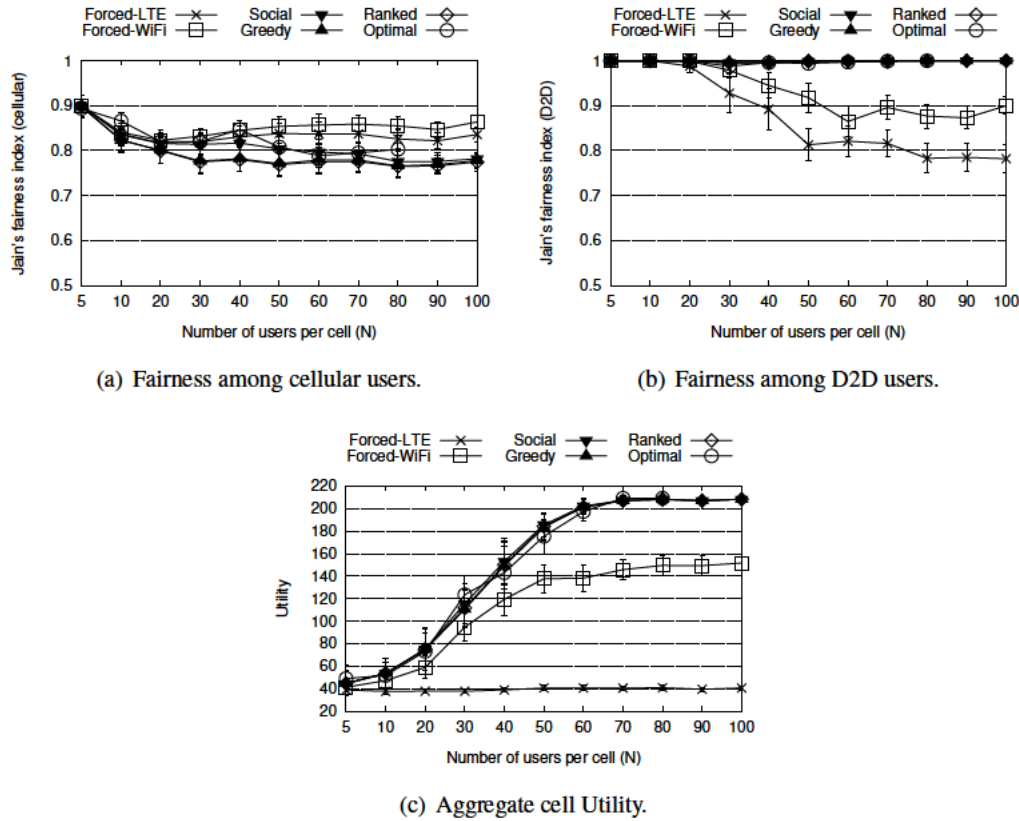 Forced-LTE Social Ranked
Forced-WiFi Greedy Optimal
1
0.9
0.8
0.7
0.6
0.5
Jain's fairness index (cellular)
5 10 20 30 40 50 60 70 80 90 100
Number of users per cell (N)
(a) Fairness among cellular users.
Forced-LTE Social Ranked
Forced-WiFi Greedy Optimal
1
0.9
0.8
0.7
0.6
0.5
Jain's fairness index (D2D)
5 10 20 30 40 50 60 70 80 90 100
Number of users per cell (N)
(b) Fairness among D2D users.
Forced-LTE Social Ranked
Forced-WiFi Greedy Optimal
220
200
180
160
140
120
100
80
60
40
20
Utility
5 10 20 30 40 50 60 70 80 90 100
Number of users per cell (N)
(c) Aggregate cell Utility.